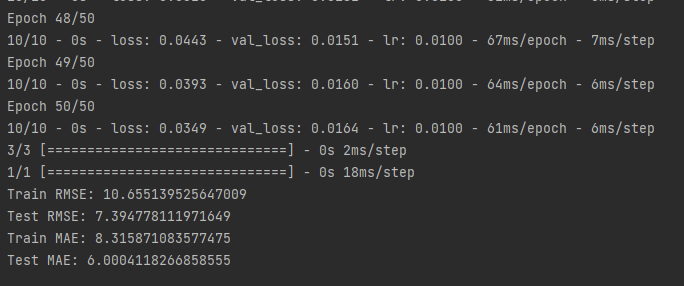 Epoch 48/50
10/10 - 0s - loss: 0.0443 - val_loss: 0.0151 - lr: 0.0100 - 67ms/epoch - 7ms/step
Epoch 49/50
10/10 - 0s - loss: 0.0393 - val_loss: 0.0160 - lr: 0.0100 - 64ms/epoch - 6ms/step
Epoch 50/50
10/10 - 0s - loss: 0.0349 - val_loss: 0.0164 - lr: 0.0100 - 61ms/epoch - 6ms/step
3/3 [==============================] - 0s 2ms/step
1/1 [==============================] - 0s 18ms/step
Train RMSE: 10.655139525647009
Test RMSE: 7.394778111971649
Train MAE: 8.315871083577475
Test MAE: 6.0004118266858555